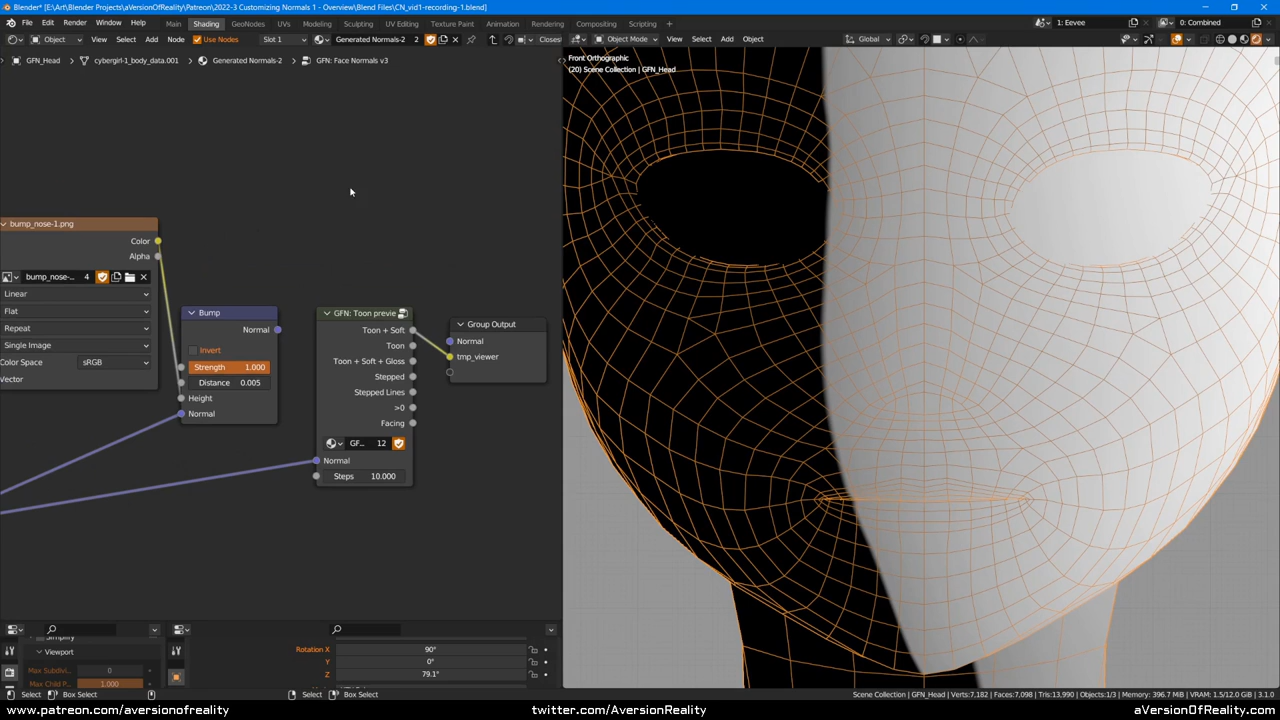 Blender* [E:\Art\Blender Projects\aVersionOfReality\Patreon\2022-3 Customizing Normals 1 - Overview\Blend Files\CN_vid1-recording-1.blend]
File Edit Render Window Help Main Shading GeoNodes UVs Modeling Sculpting UV Editing Texture Paint Rendering Animation Rendering Compositing Scripting + 1: Eevee 0: Combined
Object View Select Add Node Use Nodes Slot 1 Generated Normals-2 2 Closes Object Mode View Select Add Object Global
GFN_Head > cybergirl-1_body_data.001 > Generated Normals-2 > GFN: Face Normals v3
Front Orthographic
(20) Scene Collection | GFN_Head
bump_nose-1.png
Color
Alpha
bump_nose-... 4
Linear
Flat
Repeat
Single Image
Color Space sRGB
Vector
Bump
Normal
Invert
Strength 1.000
Distance 0.005
Height
Normal
GFN: Toon previe
Toon + Soft
Toon
Toon + Soft + Gloss
Stepped
Stepped Lines
>0
Facing
GF... 12
Normal
Steps 10.000
Group Output
Normal
tmp_viewer
Simplify
Viewport
Max Subdivi.. 0
Max Child P 1.000
Rotation X 90°
Y 0°
Z 79.1°
Select Box Select Select Box Select Scene Collection | GFN_Head | Verts:7,182 | Faces:7,098 | Tris:13,990 | Objects:1/3 | Memory: 396.7 MiB | VRAM: 1.5/12.0 GiB | 3.1.0
www.patreon.com/aversionofreality twitter.com/AversionReality aVersionOfReality.com